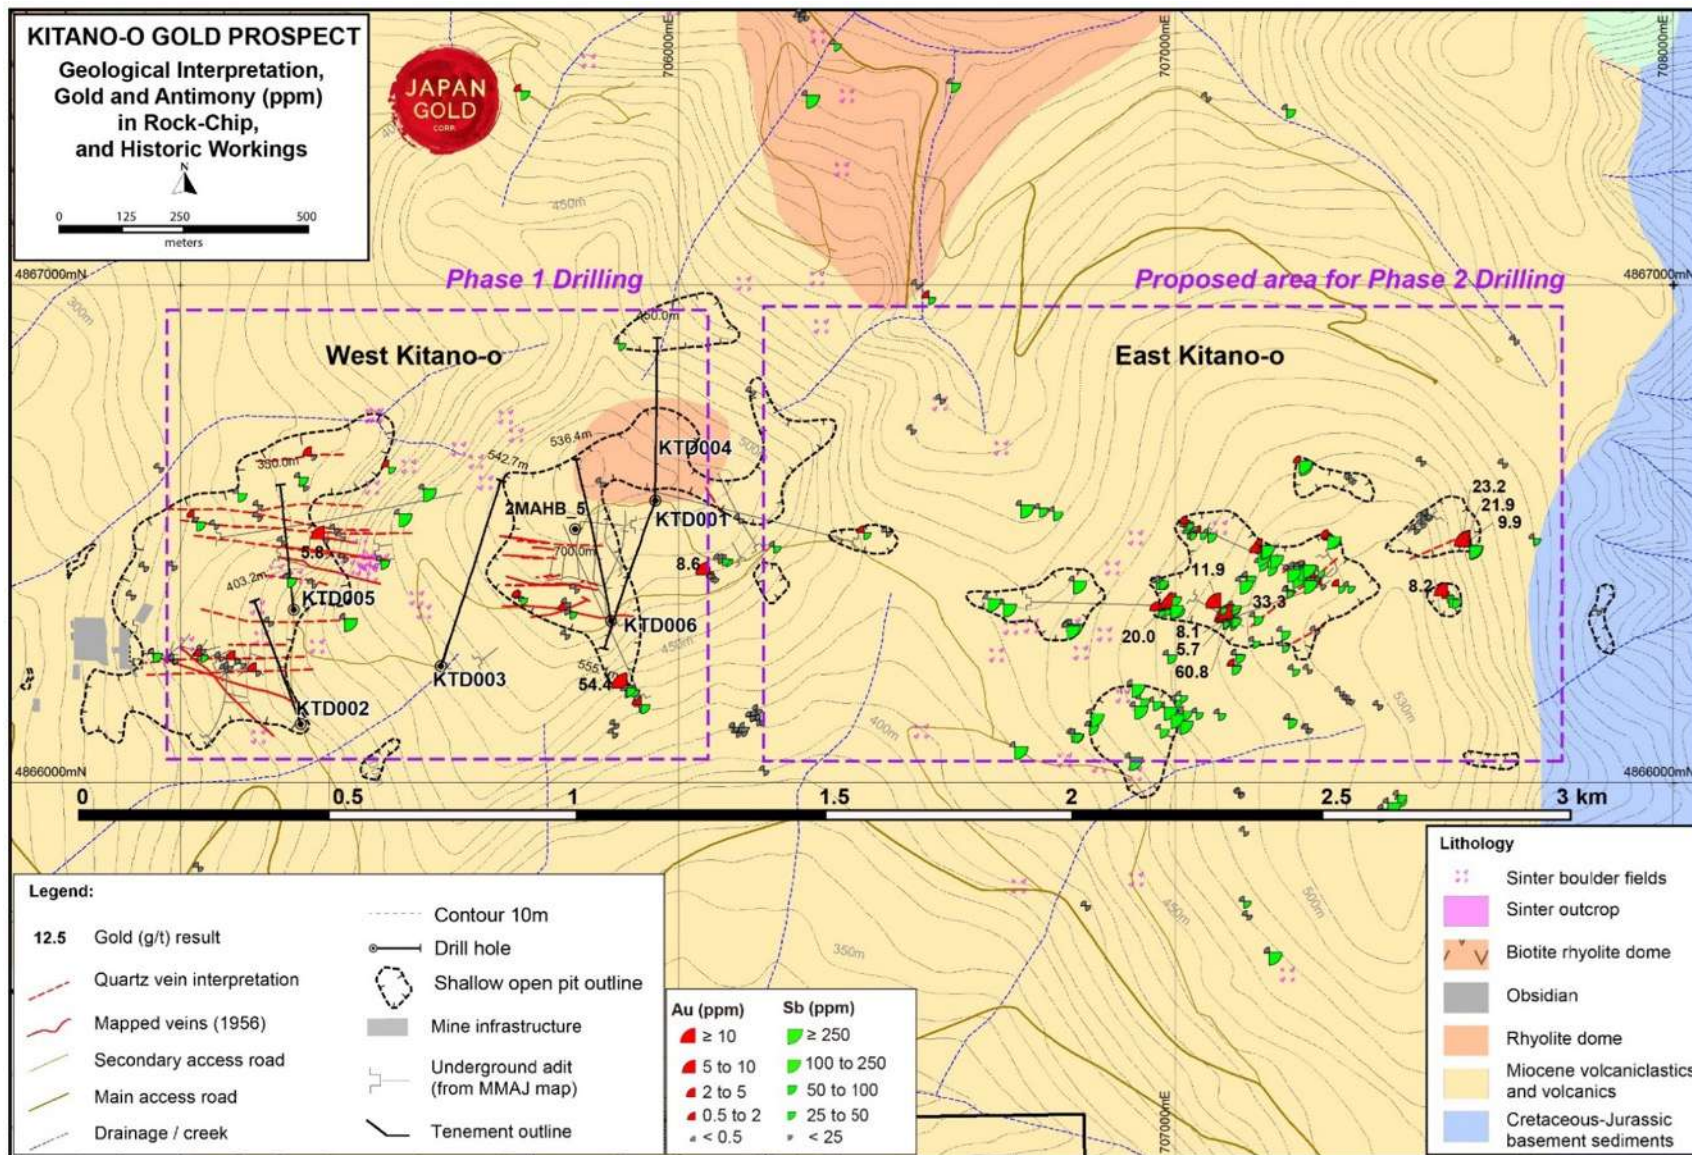 KITANO-O GOLD PROSPECT
Geological Interpretation,
Gold and Antimony (ppm)
in Rock-Chip,
and Historic Workings
N
0 125 250 500
meters
JAPAN
GOLD
CORP.
706000mE
707000mE
708000mE
450m
4867000mN
4867000mN
300m
Phase 1 Drilling
Proposed area for Phase 2 Drilling
West Kitano-o
East Kitano-o
536.4m
KTD004
542.7m
350.0m
2MAHB_5
KTD001
700.0m
5.8
8.6
403.2m
KTD005
KTD006
450m
54.4
KTD003
KTD002
23.2
21.9
9.9
11.9
8.2
33.3
20.0
8.1
5.7
60.8
400m
530m
4866000mN
4866000mN
0 0.5 1 1.5 2 2.5 3 km
450m
500m
350m
707000mE
Legend:
12.5 Gold (g/t) result
Quartz vein interpretation
Mapped veins (1956)
Secondary access road
Main access road
Drainage / creek
Contour 10m
Drill hole
Shallow open pit outline
Mine infrastructure
Underground adit
(from MMAJ map)
Tenement outline
Au (ppm) Sb (ppm)
≥ 10 ≥ 250
5 to 10 100 to 250
2 to 5 50 to 100
0.5 to 2 25 to 50
< 0.5 < 25
Lithology
Sinter boulder fields
Sinter outcrop
Biotite rhyolite dome
Obsidian
Rhyolite dome
Miocene volcaniclastics
and volcanics
Cretaceous-Jurassic
basement sediments